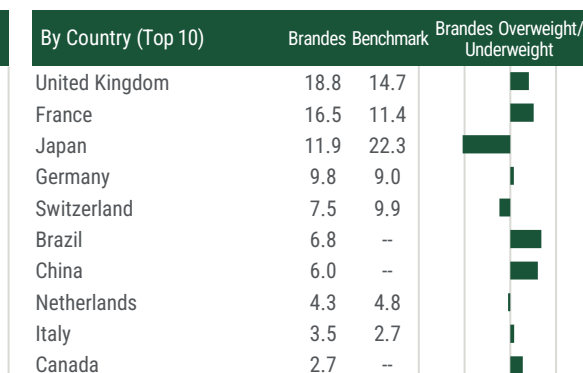 By Country (Top 10) Brandes Benchmark Brandes Overweight/
Underweight
United Kingdom 18.8 14.7
France 16.5 11.4
Japan 11.9 22.3
Germany 9.8 9.0
Switzerland 7.5 9.9
Brazil 6.8 --
China 6.0 --
Netherlands 4.3 4.8
Italy 3.5 2.7
Canada 2.7 --